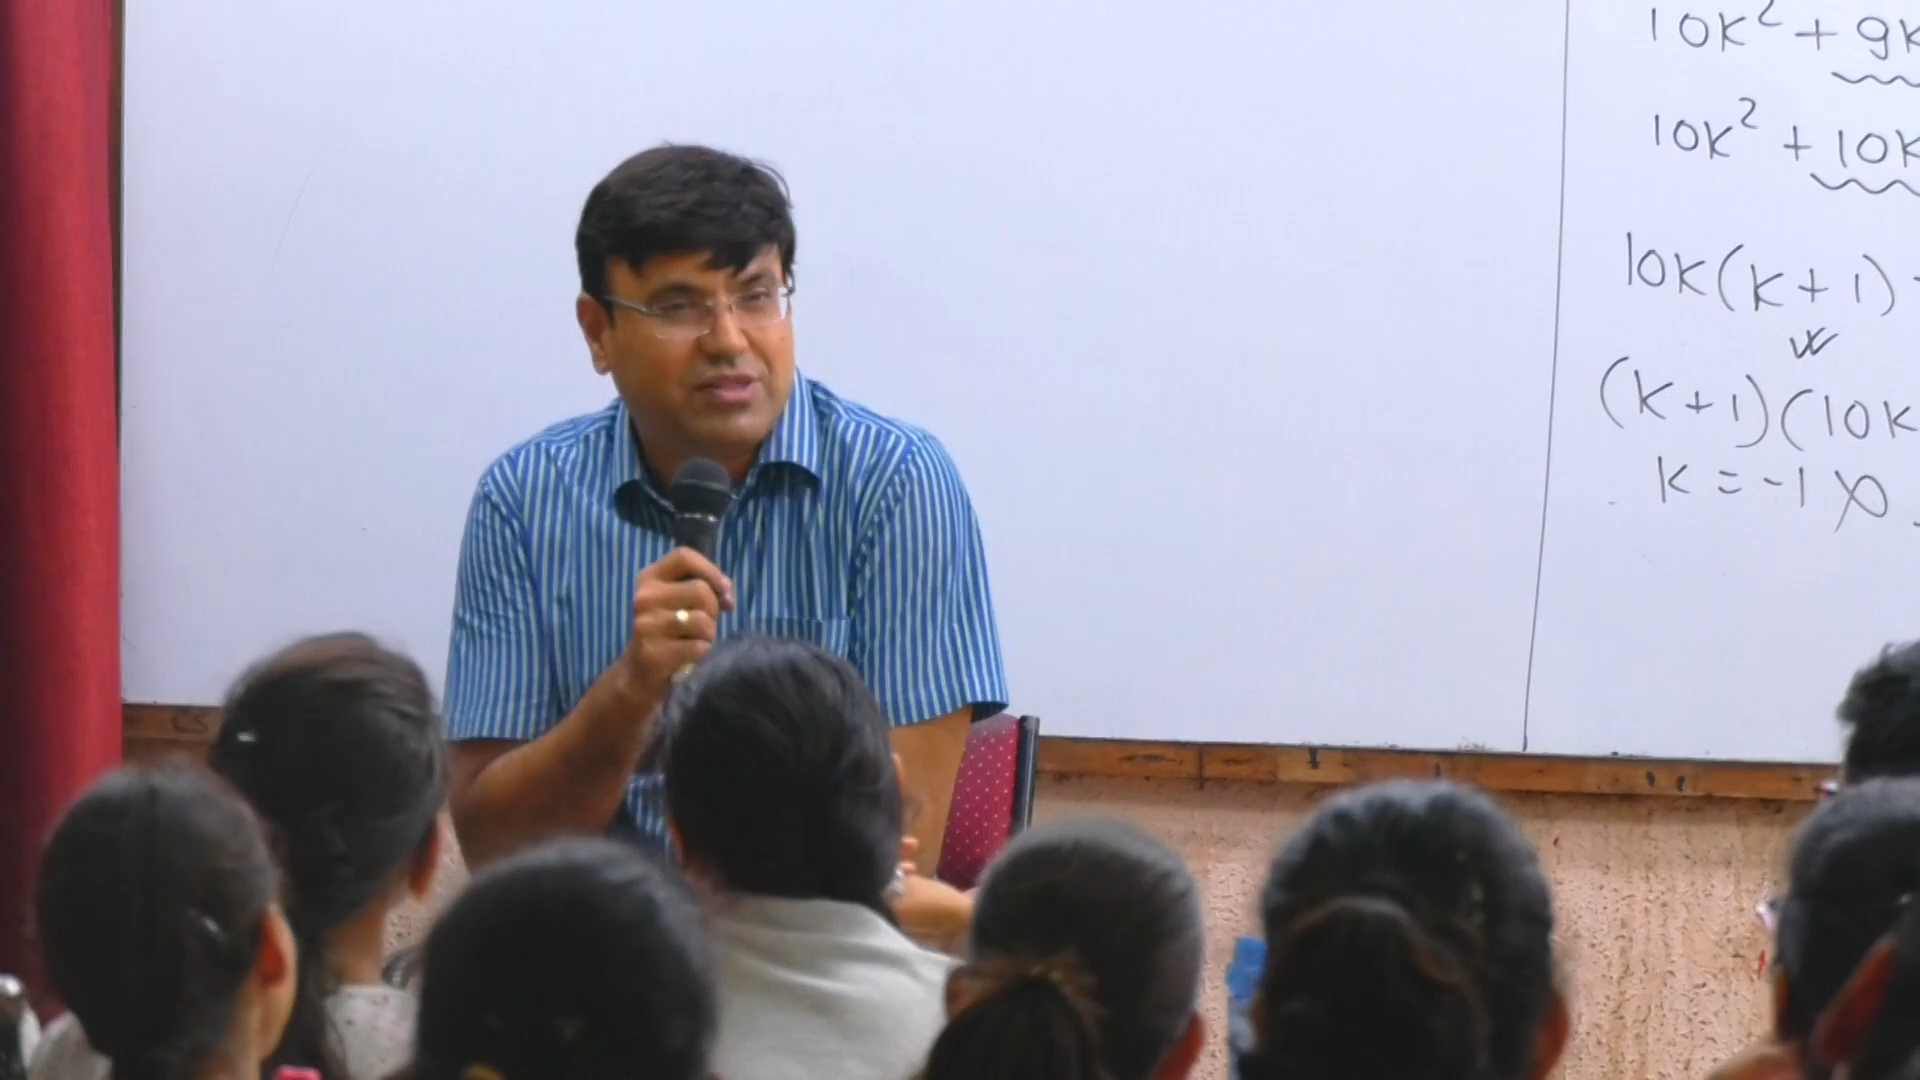 10K² + 9K
10K² + 10K
10K(K+1)
(K+1)(10K
K = -1